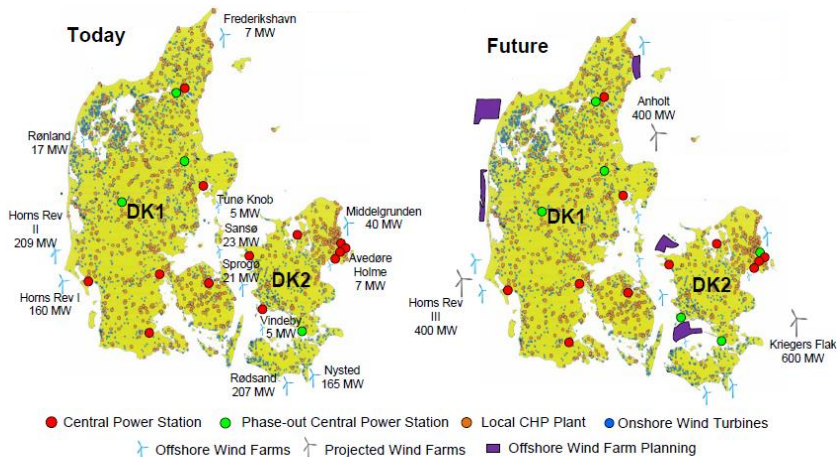 Today
Frederikshavn
7 MW
Rønland
17 MW
DK1
Tunø Knob
5 MW
Sansø
23 MW
Sprogø
21 MW
Middelgrunden
40 MW
Horns Rev
II
209 MW
Avedøre
Holme
7 MW
DK2
Horns Rev I
160 MW
Vindeby
5 MW
Rødsand
207 MW
Nysted
165 MW
Future
Anholt
400 MW
DK1
DK2
Horns Rev
III
400 MW
Kriegers Flak
600 MW
Central Power Station
Phase-out Central Power Station
Local CHP Plant
Onshore Wind Turbines
Offshore Wind Farms
Projected Wind Farms
Offshore Wind Farm Planning